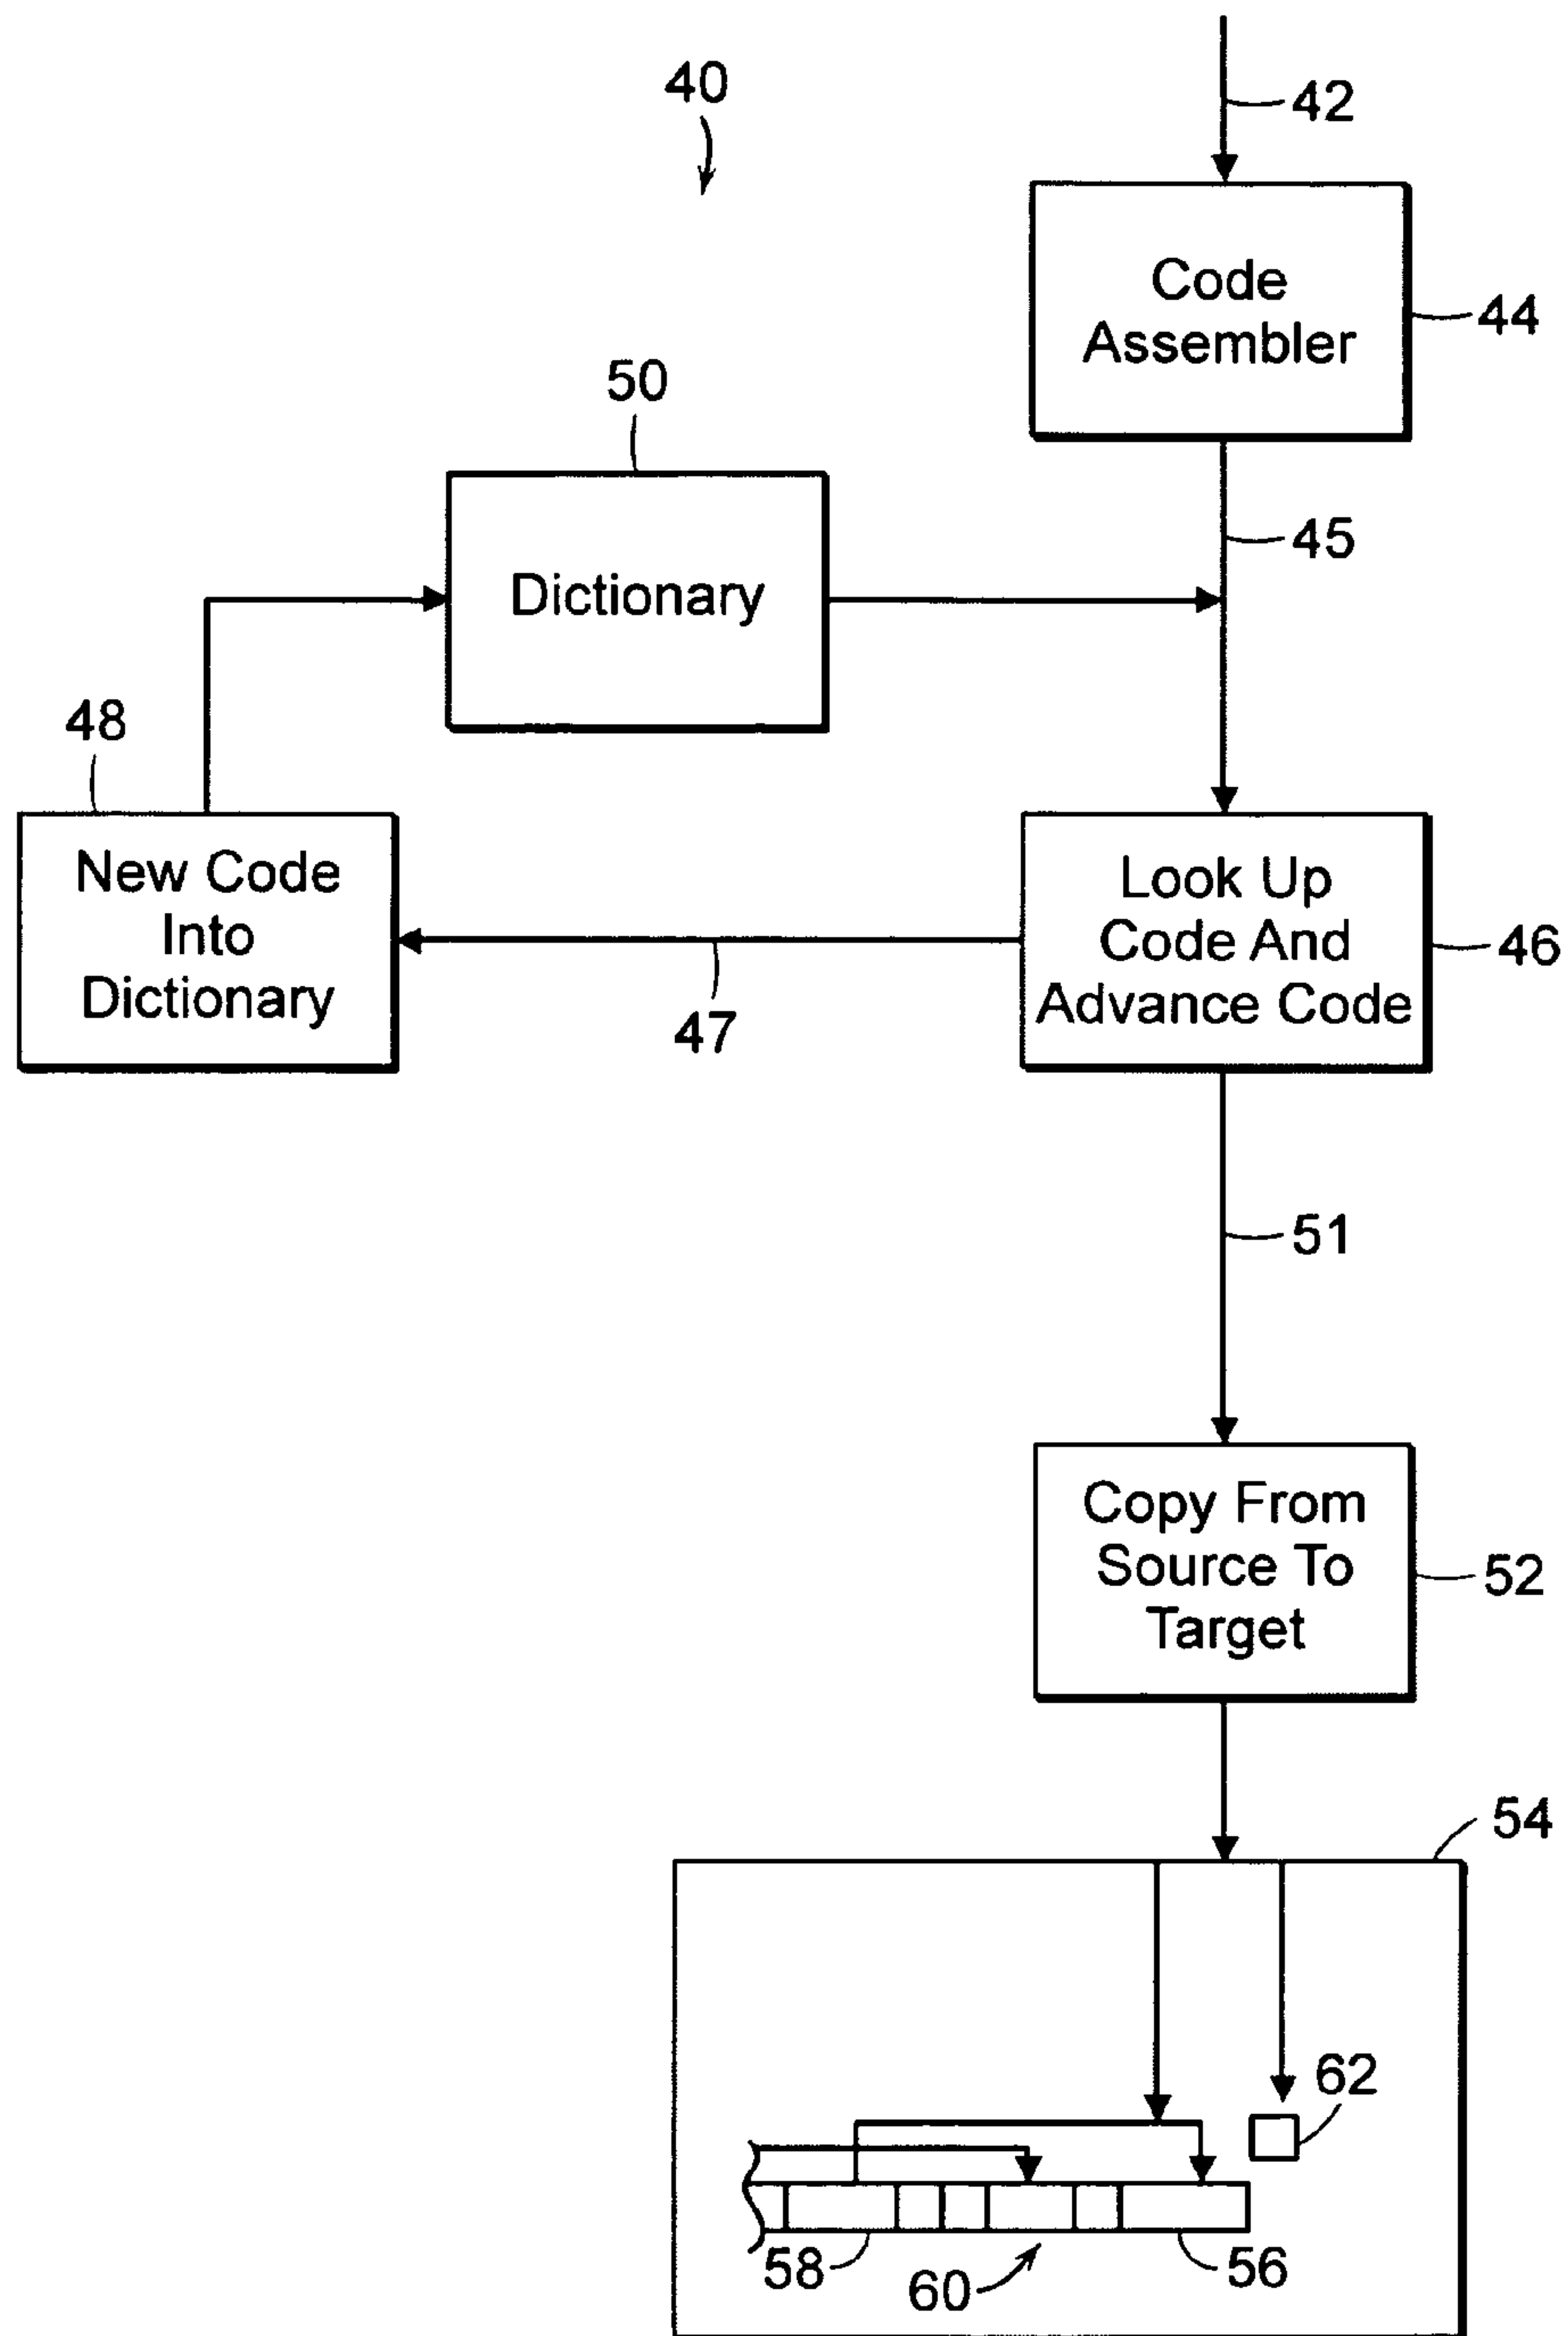 40
42
Code
Assembler
44
50
45
Dictionary
48
New Code
Into
Dictionary
Look Up
Code And
Advance Code
46
47
51
Copy From
Source To
Target
52
54
62
58
60
56